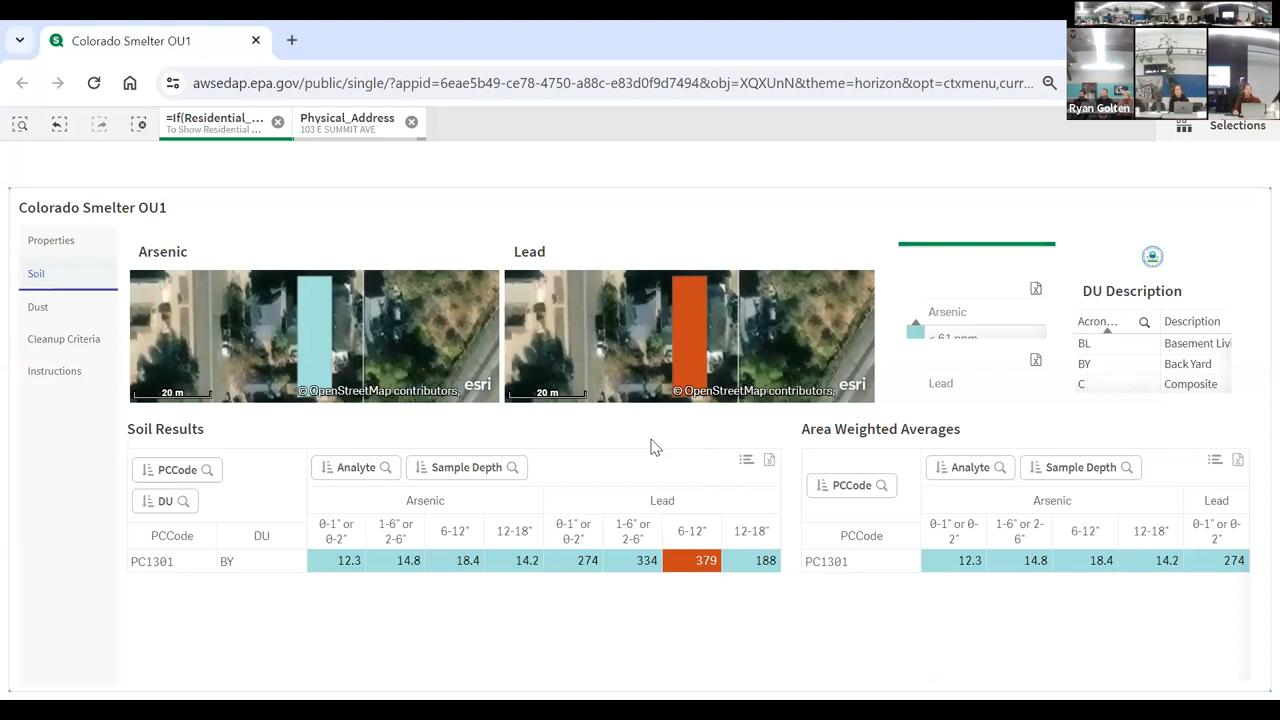 Colorado Smelter OU1
awsedap.epa.gov/public/single/?appid=6eae5b49-ce78-4750-a88c-e83d0f9d7494&obj=XQXUnN&theme=horizon&opt=ctxmenu,curr...
Ryan Golten
=If(Residential_...
To Show Residential ...
Physical_Address
103 E SUMMIT AVE
Selections
Colorado Smelter OU1
Properties
Soil
Dust
Cleanup Criteria
Instructions
Arsenic
20 m
© OpenStreetMap contributors,
esri
Lead
20 m
© OpenStreetMap contributors,
esri
Arsenic
< 61 ppm
Lead
DU Description
Acron... Description
BL Basement Livi
BY Back Yard
C Composite
Soil Results
PCCode
DU
Analyte Sample Depth
Arsenic Lead
PCCode DU 0-1" or 0-2" 1-6" or 2-6" 6-12" 12-18" 0-1" or 0-2" 1-6" or 2-6" 6-12" 12-18"
PC1301 BY 12.3 14.8 18.4 14.2 274 334 379 188
Area Weighted Averages
PCCode
Analyte Sample Depth
Arsenic Lead
PCCode 0-1" or 0-2" 1-6" or 2-6" 6-12" 12-18" 0-1" or 0-2"
PC1301 12.3 14.8 18.4 14.2 274